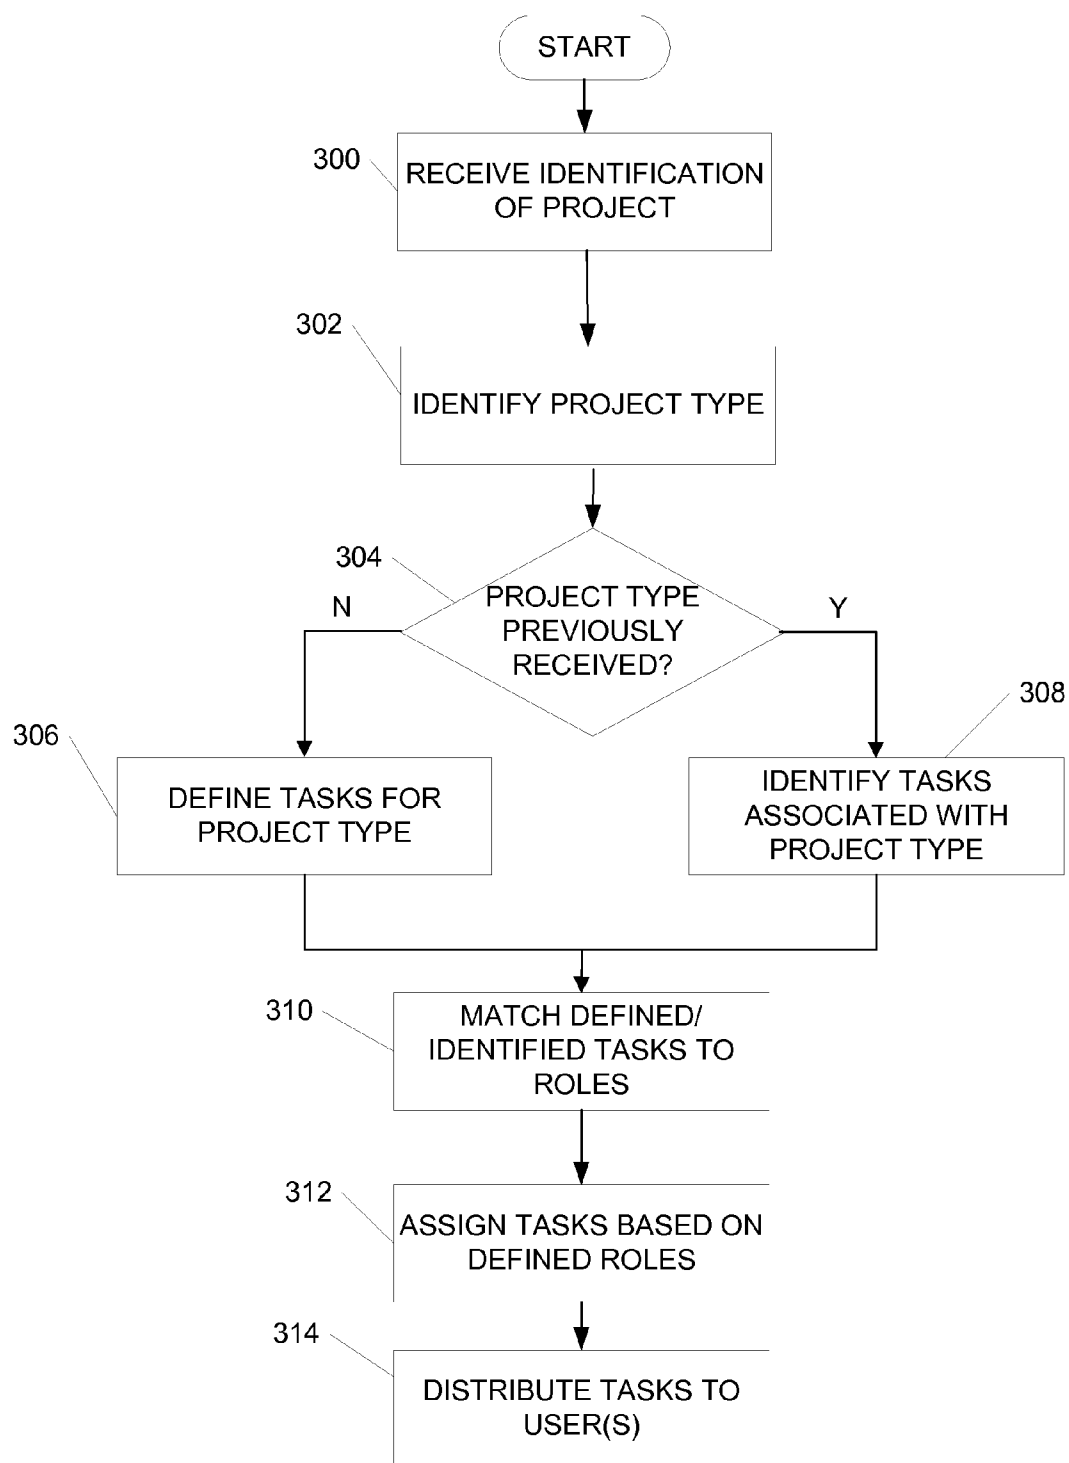 START
300
RECEIVE IDENTIFICATION
OF PROJECT
302
IDENTIFY PROJECT TYPE
304
PROJECT TYPE
PREVIOUSLY
RECEIVED?
N
Y
306
DEFINE TASKS FOR
PROJECT TYPE
308
IDENTIFY TASKS
ASSOCIATED WITH
PROJECT TYPE
310
MATCH DEFINED/
IDENTIFIED TASKS TO
ROLES
312
ASSIGN TASKS BASED ON
DEFINED ROLES
314
DISTRIBUTE TASKS TO
USER(S)